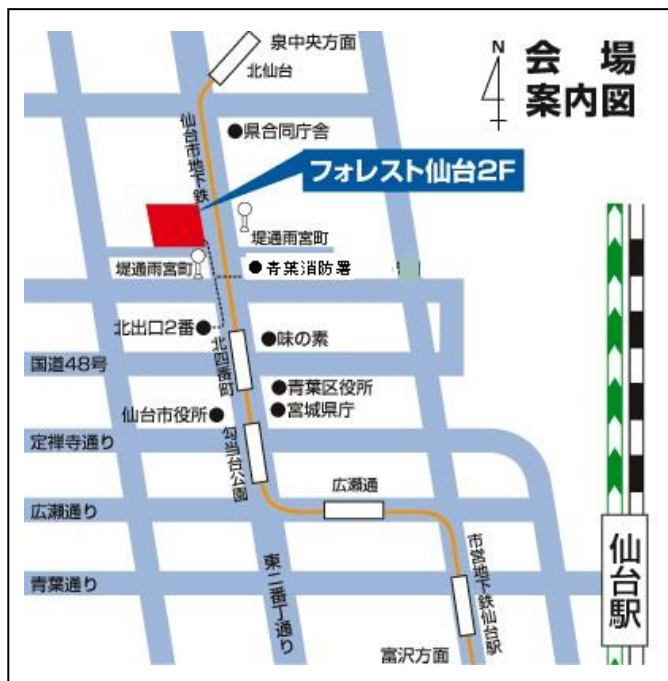 泉中央方面
北仙台
N
会場
案内図
仙台市地下鉄
●県合同庁舎
フォレスト仙台2F
堤通雨宮町
堤通雨宮町
●青葉消防署
北出口2番●
北四番町
●味の素
国道48号
●青葉区役所
仙台市役所●
●宮城県庁
定禅寺通り
勾当台公園
広瀬通
広瀬通り
東二番丁通り
市営地下鉄仙台駅
仙台駅
青葉通り
富沢方面